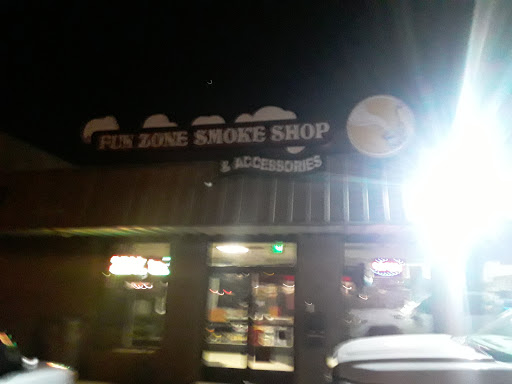 FUN ZONE SMOKE SHOP
& ACCESSORIES